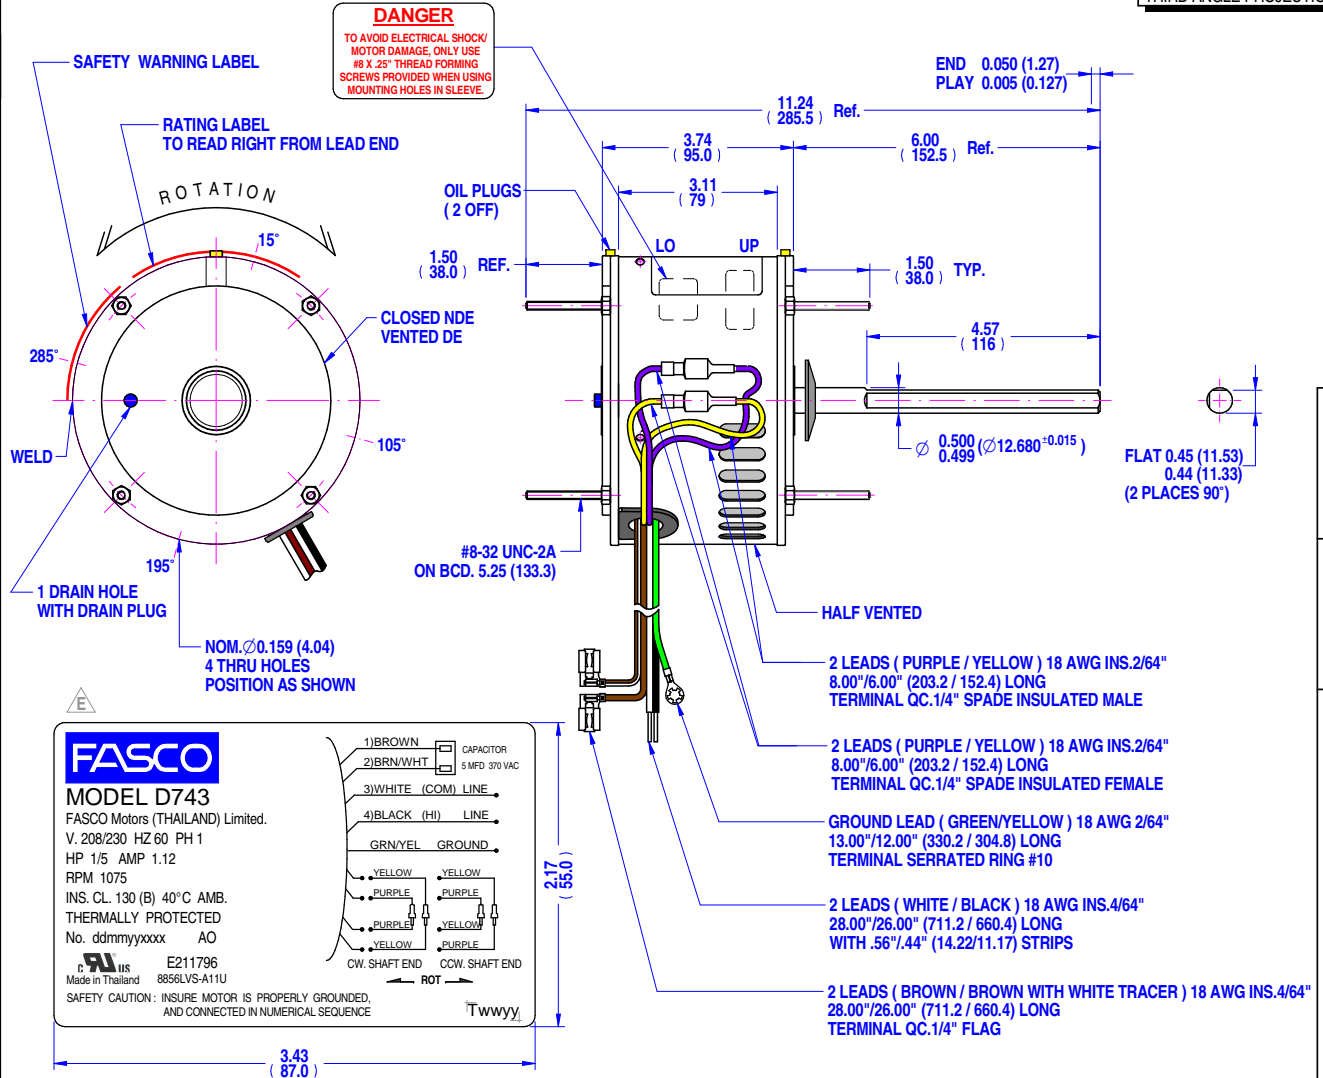 THIRD ANGLE PROJECTIO
DANGER
TO AVOID ELECTRICAL SHOCK/
MOTOR DAMAGE, ONLY USE
#8 X .25" THREAD FORMING
SCREWS PROVIDED WHEN USING
MOUNTING HOLES IN SLEEVE.
SAFETY WARNING LABEL
RATING LABEL
TO READ RIGHT FROM LEAD END
ROTATION
15°
285°
105°
195°
CLOSED NDE
VENTED DE
WELD
1 DRAIN HOLE
WITH DRAIN PLUG
NOM.∅0.159 (4.04)
4 THRU HOLES
POSITION AS SHOWN
END 0.050 (1.27)
PLAY 0.005 (0.127)
11.24
( 285.5 ) Ref.
3.74
( 95.0 )
6.00
( 152.5 ) Ref.
3.11
( 79 )
OIL PLUGS
( 2 OFF)
LO UP
1.50
( 38.0 ) REF.
1.50
( 38.0 ) TYP.
4.57
( 116 )
∅ 0.500
0.499 (∅12.680±0.015 )
FLAT 0.45 (11.53)
0.44 (11.33)
(2 PLACES 90°)
#8-32 UNC-2A
ON BCD. 5.25 (133.3)
HALF VENTED
2 LEADS ( PURPLE / YELLOW ) 18 AWG INS.2/64"
8.00"/6.00" (203.2 / 152.4) LONG
TERMINAL QC.1/4" SPADE INSULATED MALE
2 LEADS ( PURPLE / YELLOW ) 18 AWG INS.2/64"
8.00"/6.00" (203.2 / 152.4) LONG
TERMINAL QC.1/4" SPADE INSULATED FEMALE
GROUND LEAD ( GREEN/YELLOW ) 18 AWG 2/64"
13.00"/12.00" (330.2 / 304.8) LONG
TERMINAL SERRATED RING #10
2 LEADS ( WHITE / BLACK ) 18 AWG INS.4/64"
28.00"/26.00" (711.2 / 660.4) LONG
WITH .56"/.44" (14.22/11.17) STRIPS
2 LEADS ( BROWN / BROWN WITH WHITE TRACER ) 18 AWG INS.4/64"
28.00"/26.00" (711.2 / 660.4) LONG
TERMINAL QC.1/4" FLAG
E
FASCO
MODEL D743
FASCO Motors (THAILAND) Limited.
V. 208/230 HZ 60 PH 1
HP 1/5 AMP 1.12
RPM 1075
INS. CL. 130 (B) 40°C AMB.
THERMALLY PROTECTED
No. ddmmyyxxxx AO
c RU US E211796
Made in Thailand 8856LVS-A11U
SAFETY CAUTION : INSURE MOTOR IS PROPERLY GROUNDED,
AND CONNECTED IN NUMERICAL SEQUENCE
1)BROWN
2)BRN/WHT
CAPACITOR
5 MFD 370 VAC
3)WHITE (COM) LINE
4)BLACK (HI) LINE
GRN/YEL GROUND
YELLOW YELLOW
PURPLE PURPLE
PURPLE YELLOW
YELLOW PURPLE
CW. SHAFT END CCW. SHAFT END
ROT
Twwyy
2.17
( 55.0 )
3.43
( 87.0 )